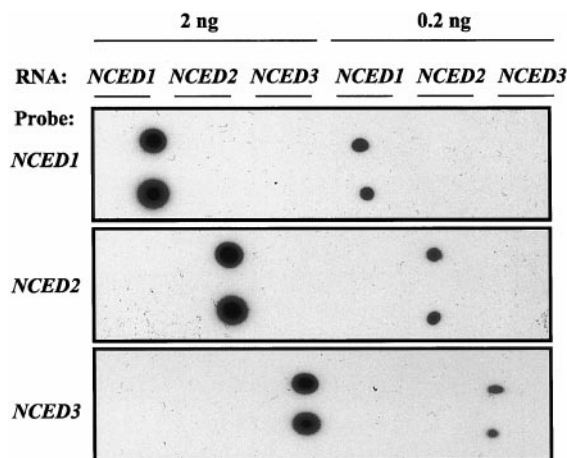 2 ng 0.2 ng
RNA: NCED1 NCED2 NCED3 NCED1 NCED2 NCED3
Probe:
NCED1
NCED2
NCED3